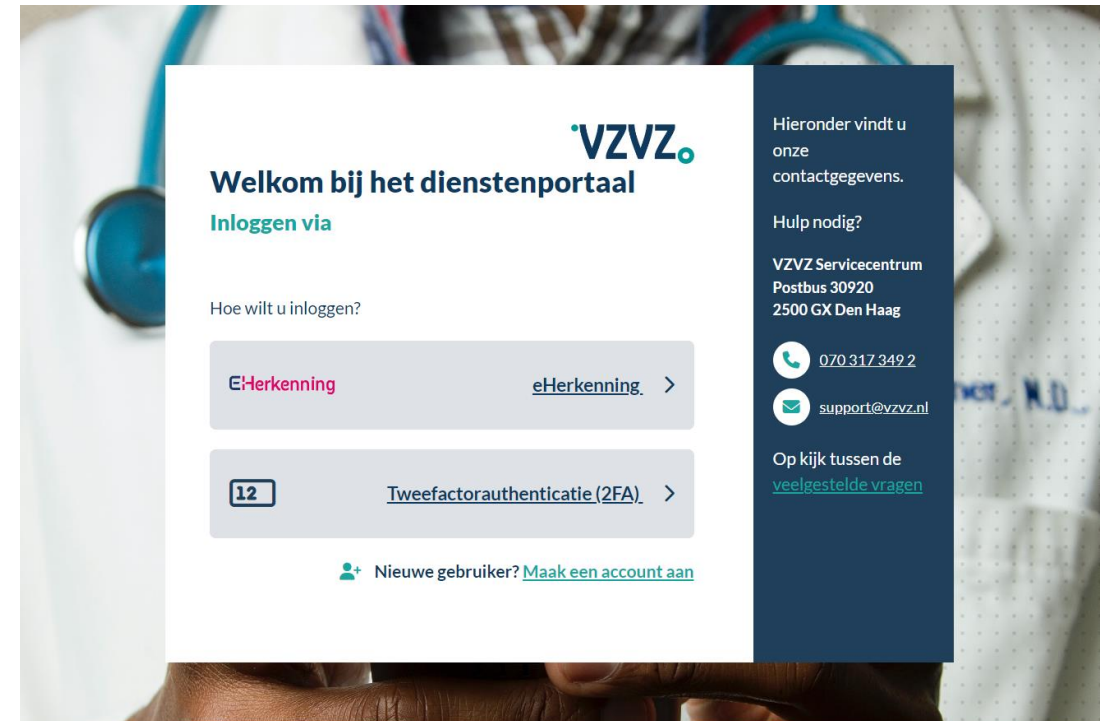 VZVZ
Welkom bij het dienstenportaal
Inloggen via
Hoe wilt u inloggen?
EHerkenning eHerkenning
12 Tweefactorauthenticatie (2FA)
Nieuwe gebruiker? Maak een account aan
Hieronder vindt u
onze
contactgegevens.
Hulp nodig?
VZVZ Servicecentrum
Postbus 30920
2500 GX Den Haag
070 317 349 2
support@vzvz.nl
Op kijk tussen de
veelgestelde vragen